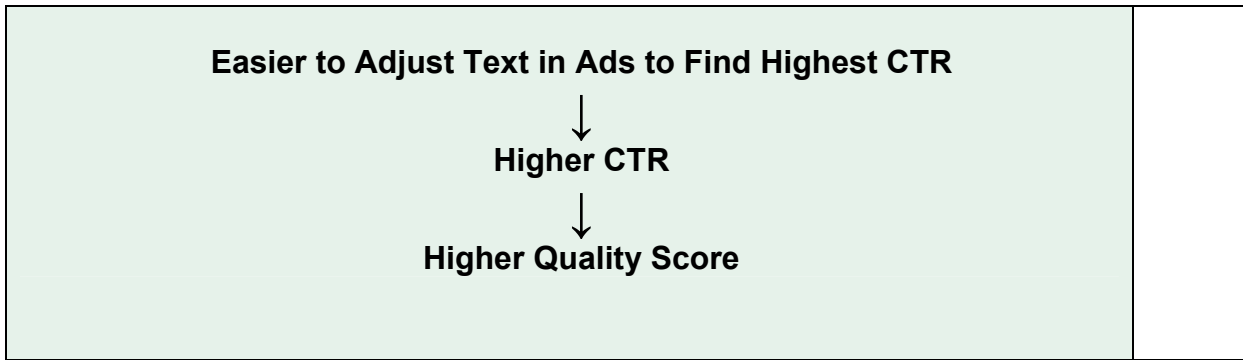 Easier to Adjust Text in Ads to Find Highest CTR
↓
Higher CTR
↓
Higher Quality Score